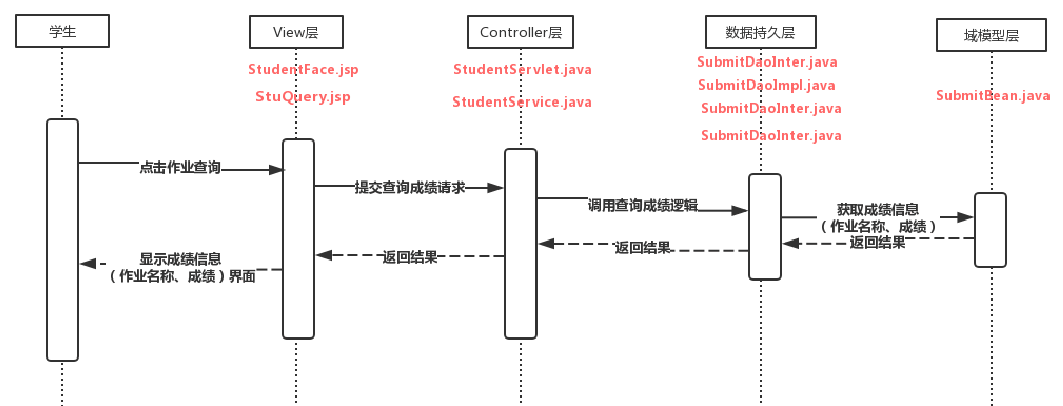 学生
View层
Controller层
数据持久层
域模型层
StudentFace.jsp
StuQuery.jsp
StudentServlet.java
StudentService.java
SubmitDaoInter.java
SubmitDaoImpl.java
SubmitDaoInter.java
SubmitDaoInter.java
SubmitBean.java
点击作业查询
提交查询成绩请求
调用查询成绩逻辑
获取成绩信息
（作业名称、成绩）
返回结果
返回结果
返回结果
显示成绩信息
（作业名称、成绩）界面